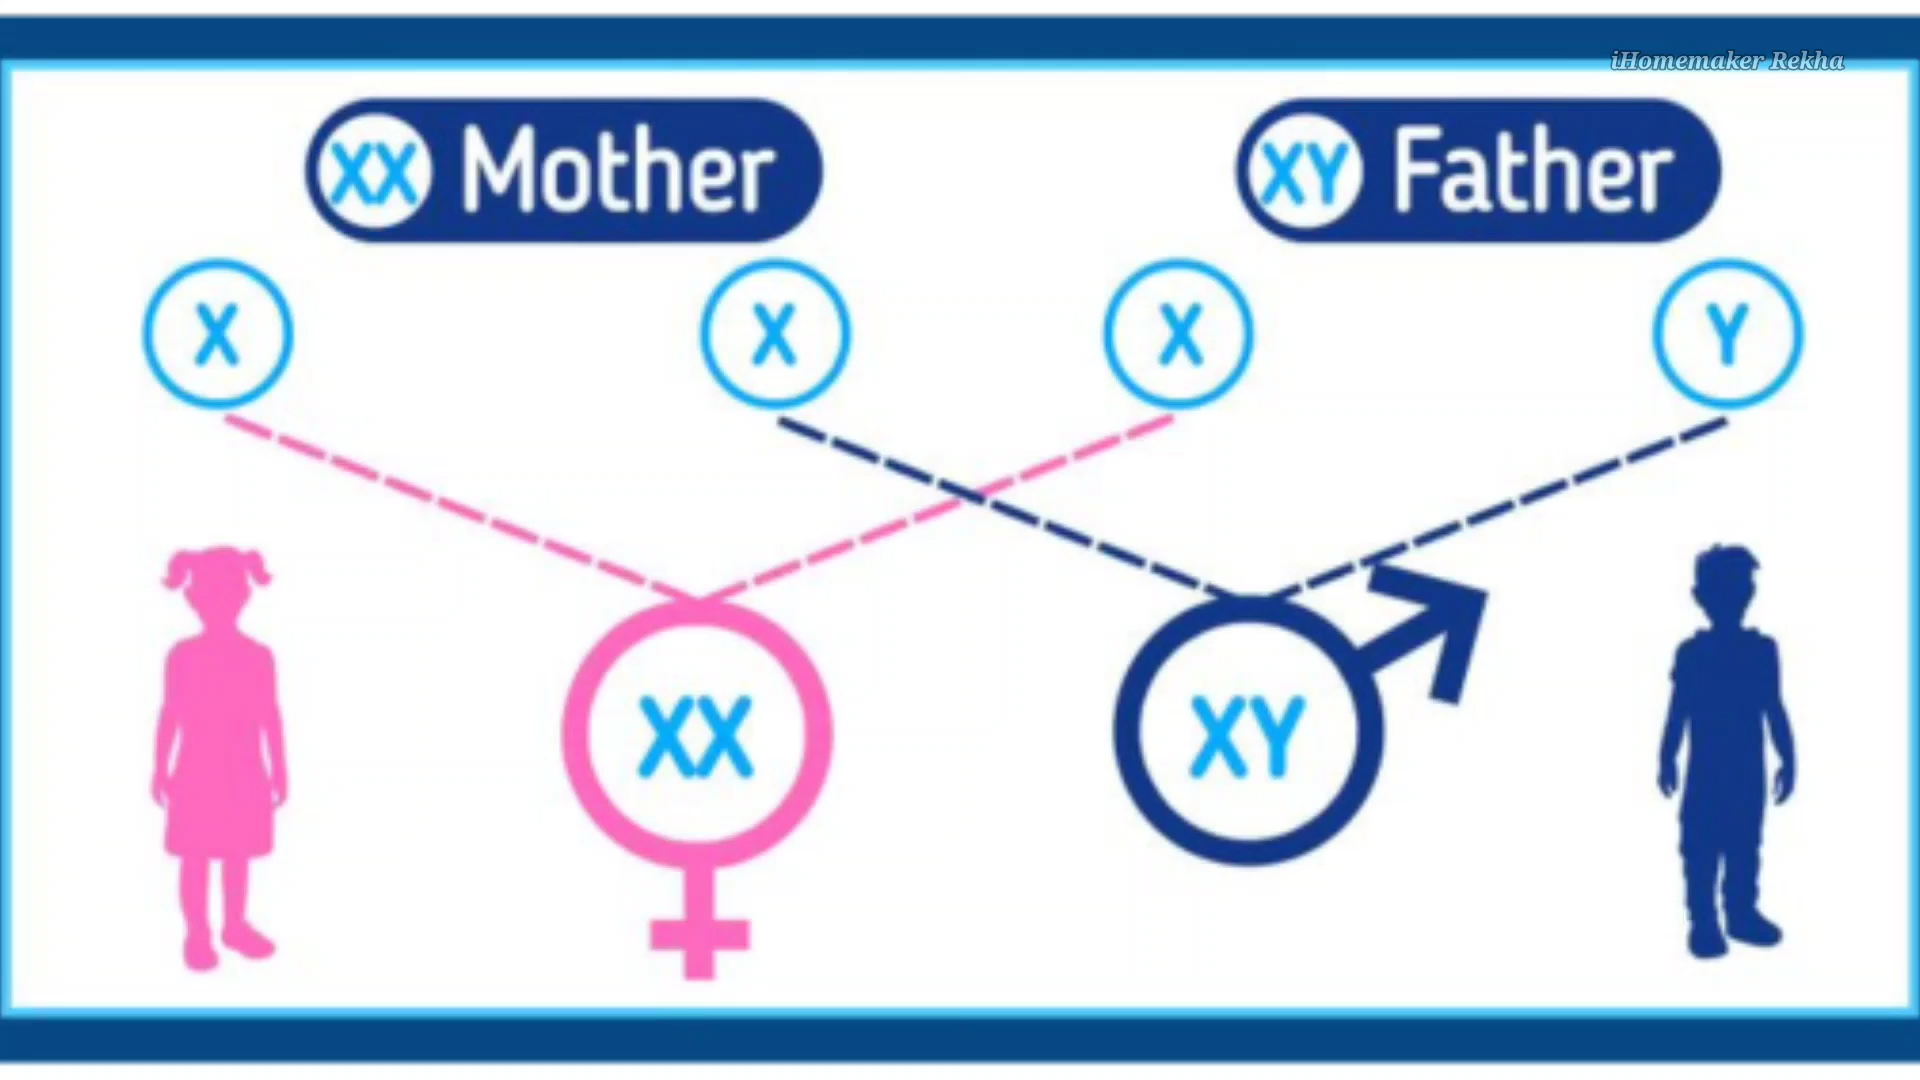 iHomemaker Rekha
XX Mother
XY Father
X X X Y
XX XY